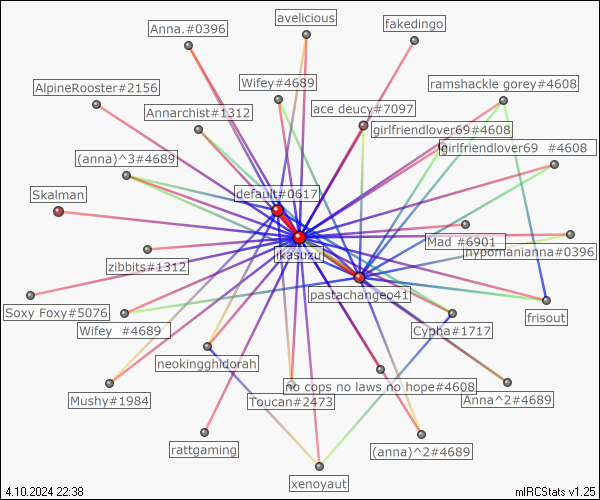 avelicious
Anna.#0396
fakedingo
AlpineRooster#2156
Wifey#4689
ramshackle gorey#4608
Annarchist#1312
ace deucy#7097
girlfriendlover69#4608
girlfriendlover69 #4608
(anna)^3#4689
Skalman
default#0617
ikasuzu
Mad #6901
hypomanianna#0396
zibbits#1312
pastachangeo41
Soxy Foxy#5076
Wifey #4689
Cypha#1717
frisout
neokingghidorah
no cops no laws no hope#4608
Mushy#1984
Toucan#2473
Anna^2#4689
rattgaming
(anna)^2#4689
xenoyaut
4.10.2024 22:38
mIRCStats v1.25